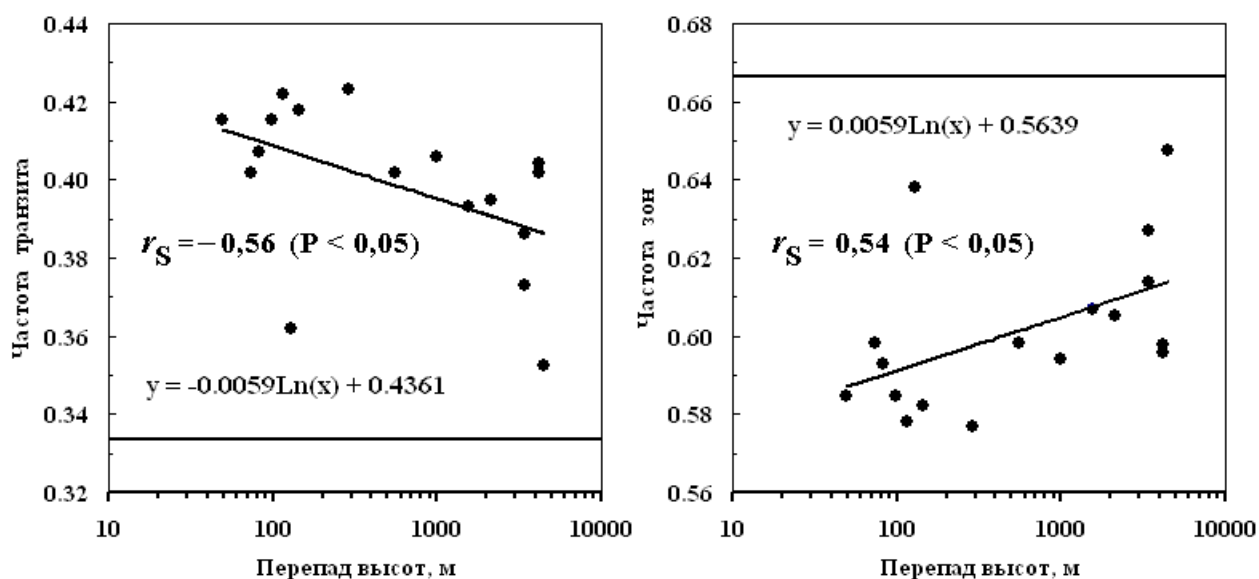 0.44
0.42
0.40
0.38
0.36
0.34
0.32
Частота транзита
rS = −0,56 (P < 0,05)
y = -0.0059Ln(x) + 0.4361
10 100 1000 10000
Перепад высот, м
0.68
0.66
0.64
0.62
0.60
0.58
0.56
Частота зон
y = 0.0059Ln(x) + 0.5639
rS = 0,54 (P < 0,05)
10 100 1000 10000
Перепад высот, м